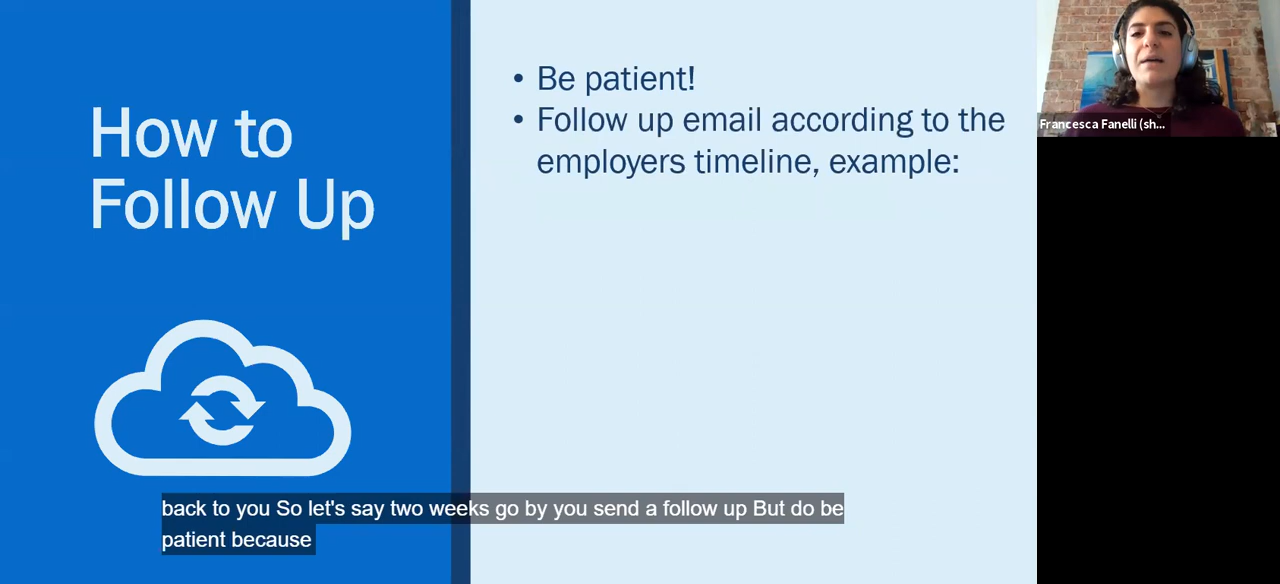 How to
Follow Up
• Be patient!
• Follow up email according to the
employers timeline, example:
Francesca Fanelli (sh...
back to you So let's say two weeks go by you send a follow up But do be
patient because